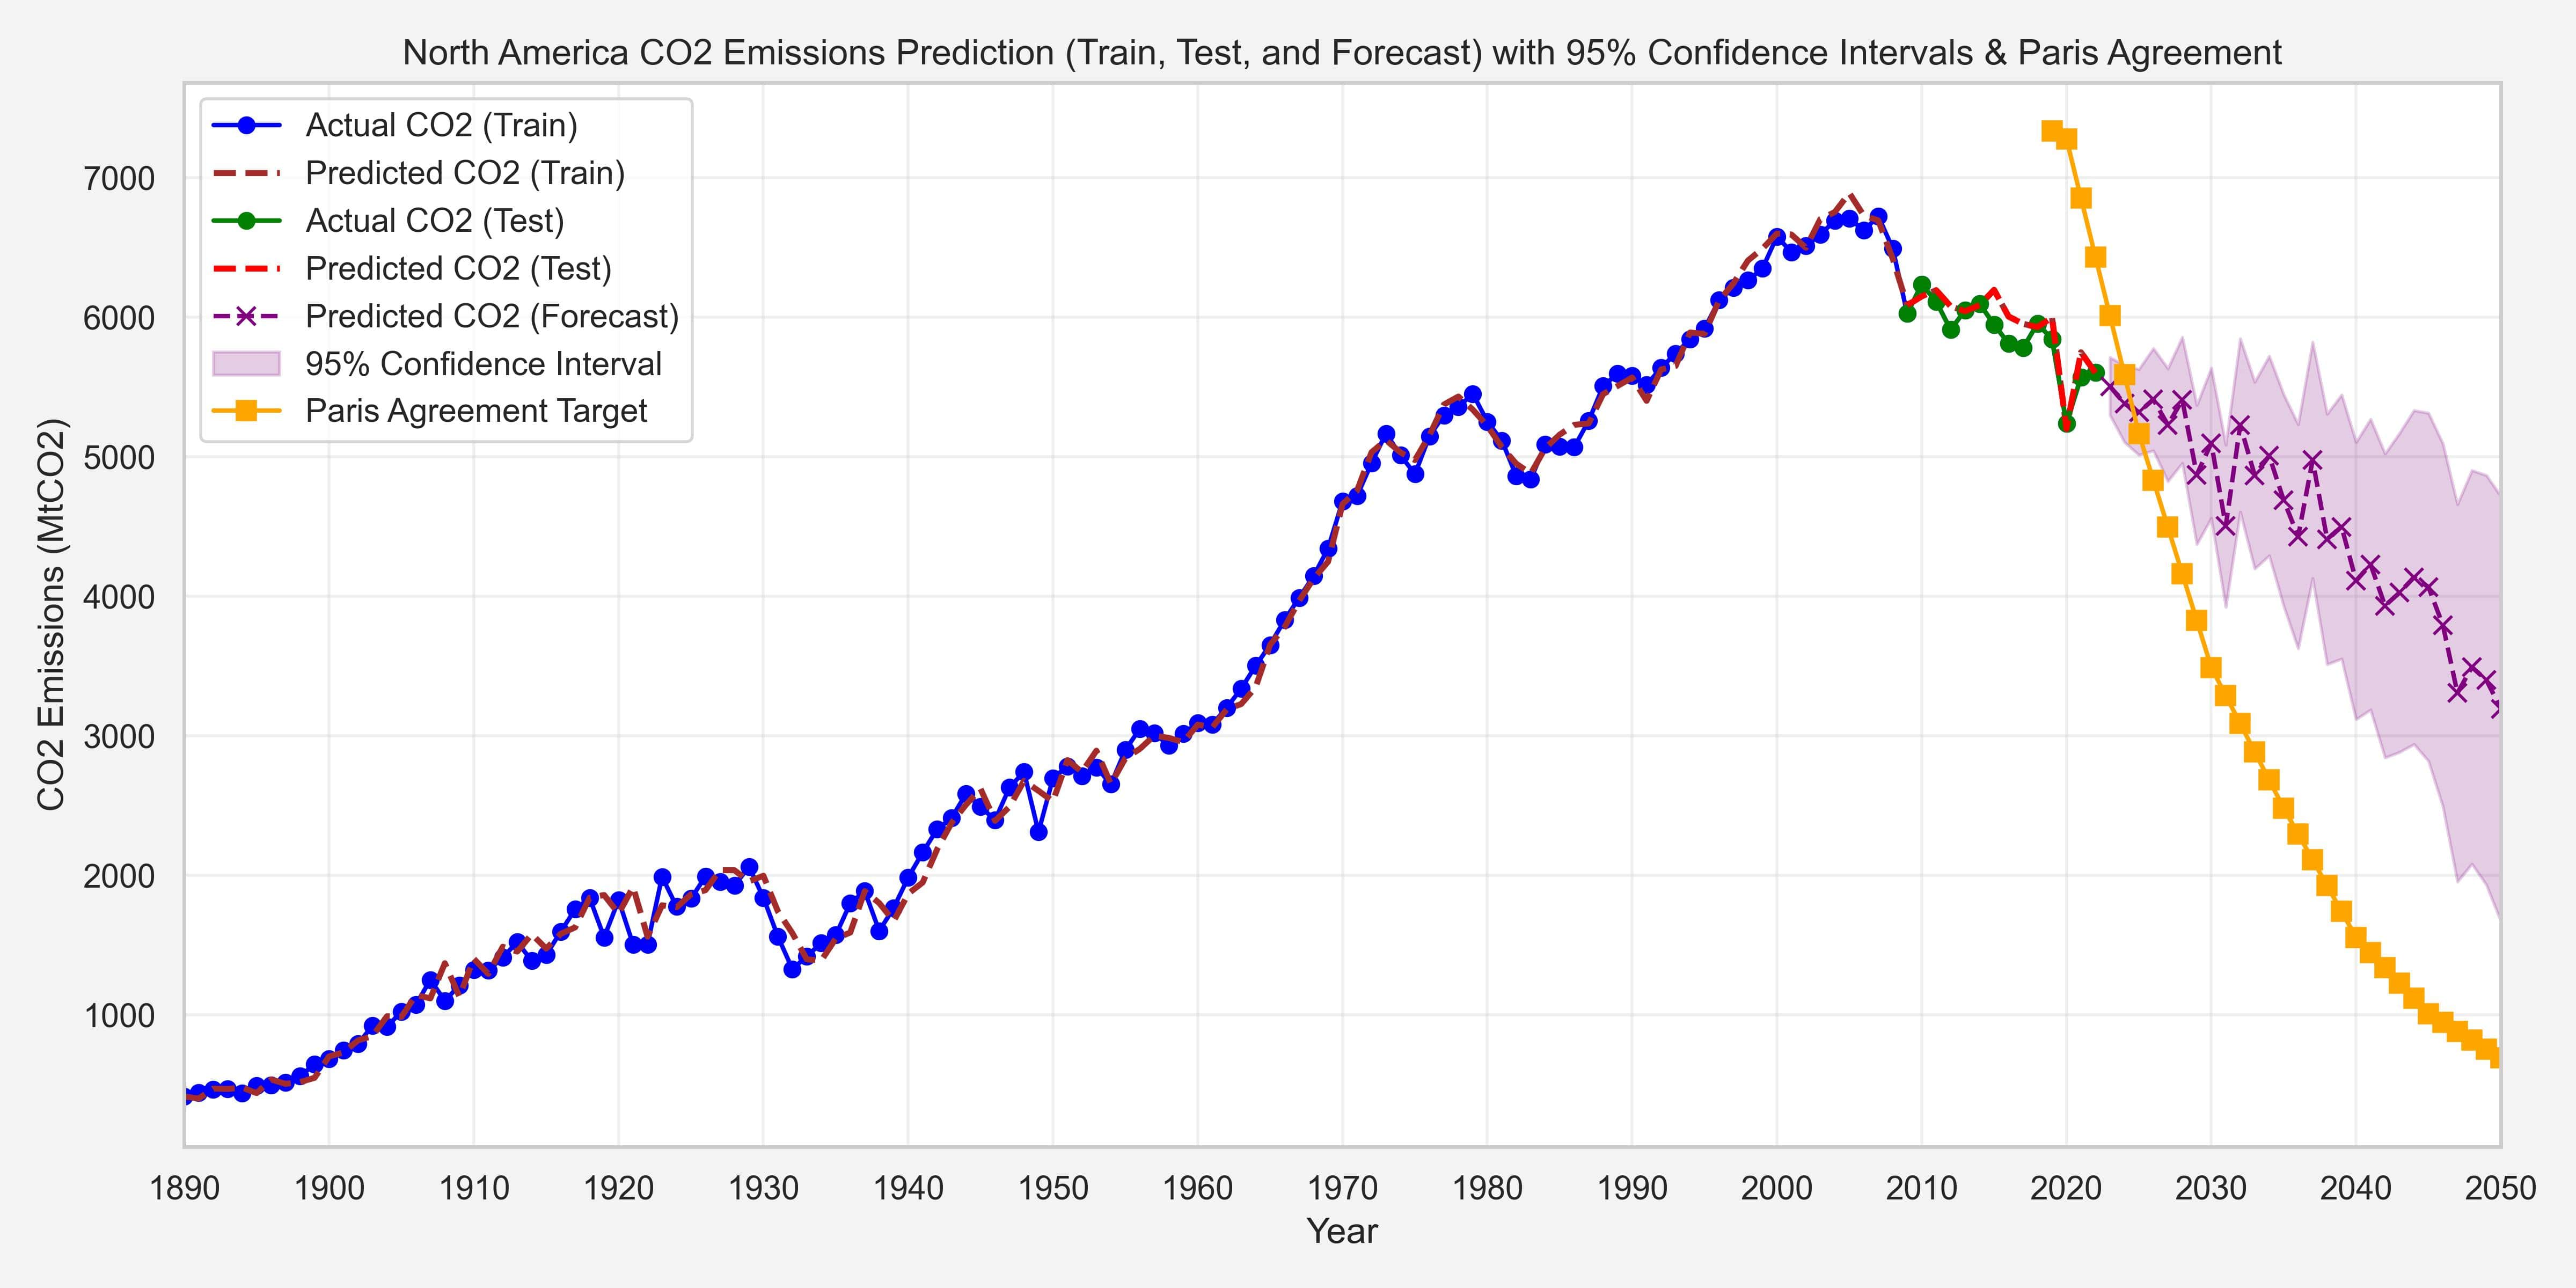 North America CO2 Emissions Prediction (Train, Test, and Forecast) with 95% Confidence Intervals & Paris Agreement
Actual CO2 (Train)
Predicted CO2 (Train)
Actual CO2 (Test)
Predicted CO2 (Test)
Predicted CO2 (Forecast)
95% Confidence Interval
Paris Agreement Target
CO2 Emissions (MtCO2)
7000
6000
5000
4000
3000
2000
1000
1890 1900 1910 1920 1930 1940 1950 1960 1970 1980 1990 2000 2010 2020 2030 2040 2050
Year